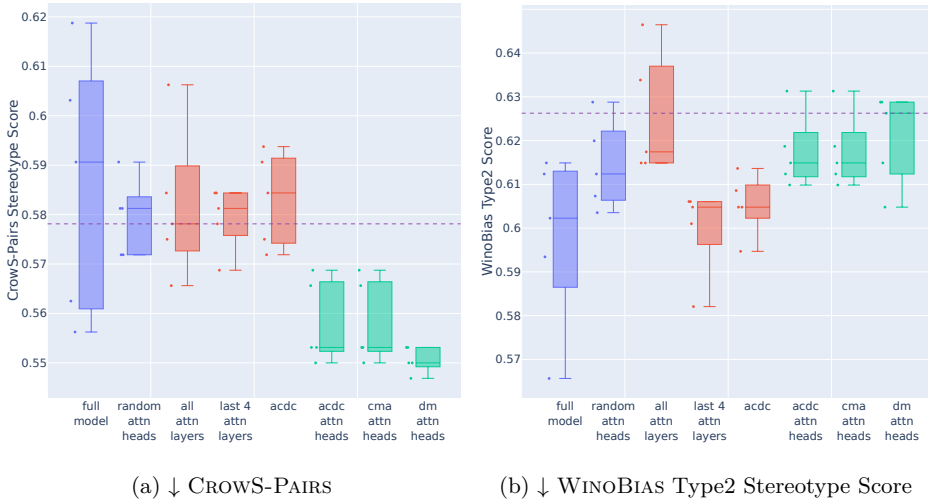 0.62
0.61
0.6
0.59
0.58
0.57
0.56
0.55
CrowS-Pairs Stereotype Score
full
model
random
attn
heads
all
attn
layers
last 4
attn
layers
acdc
acdc
attn
heads
cma
attn
heads
dm
attn
heads
(a) ↓ CROWS-PAIRS
0.64
0.63
0.62
0.61
0.6
0.59
0.58
0.57
WinoBias Type2 Score
full
model
random
attn
heads
all
attn
layers
last 4
attn
layers
acdc
acdc
attn
heads
cma
attn
heads
dm
attn
heads
(b) ↓ WINOBIAS Type2 Stereotype Score